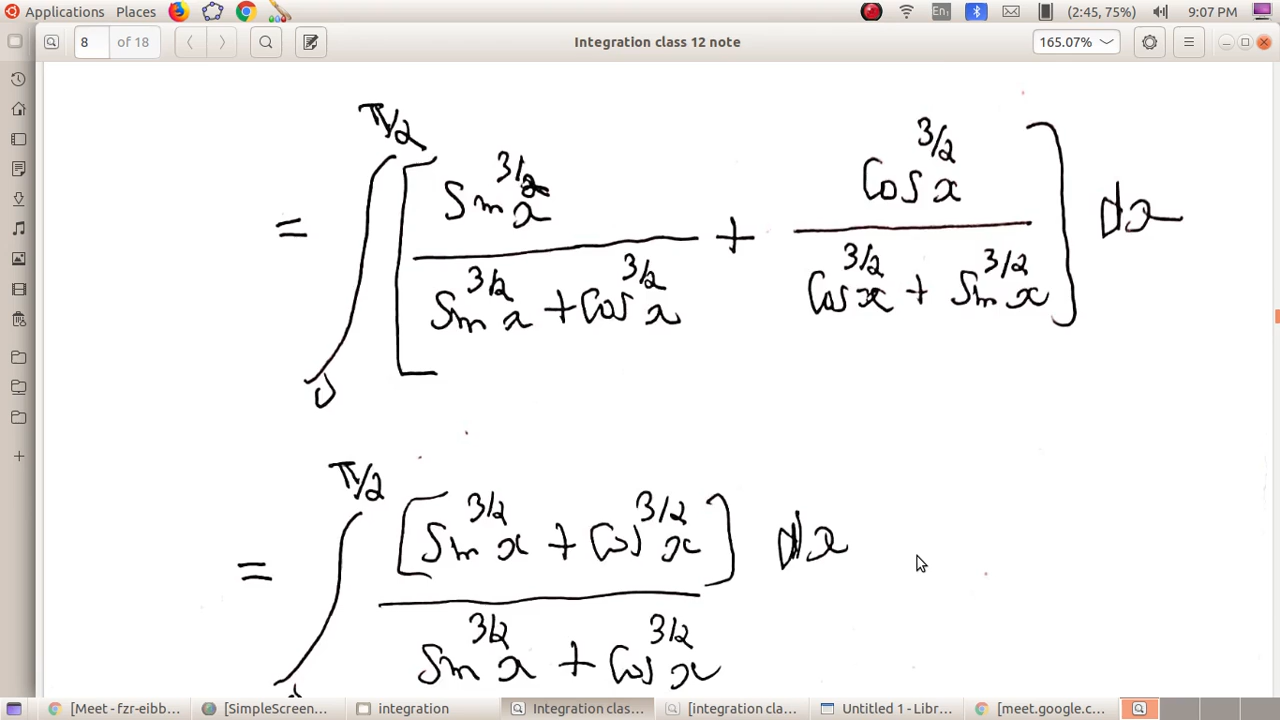 Applications Places En₁ (2:45, 75%) 9:07 PM
8 of 18 Integration class 12 note 165.07%
= ∫₀^{π/2} [ Sin^{3/2}x / (Sin^{3/2}x + Cos^{3/2}x) + Cos^{3/2}x / (Cos^{3/2}x + Sin^{3/2}x) ] dx
= ∫^{π/2} [Sin^{3/2}x + Cos^{3/2}x] / (Sin^{3/2}x + Cos^{3/2}x) dx
[Meet - fzr-eibb... [SimpleScreen... integration Integration clas... [integration cla... Untitled 1 - Libr... [meet.google.c...